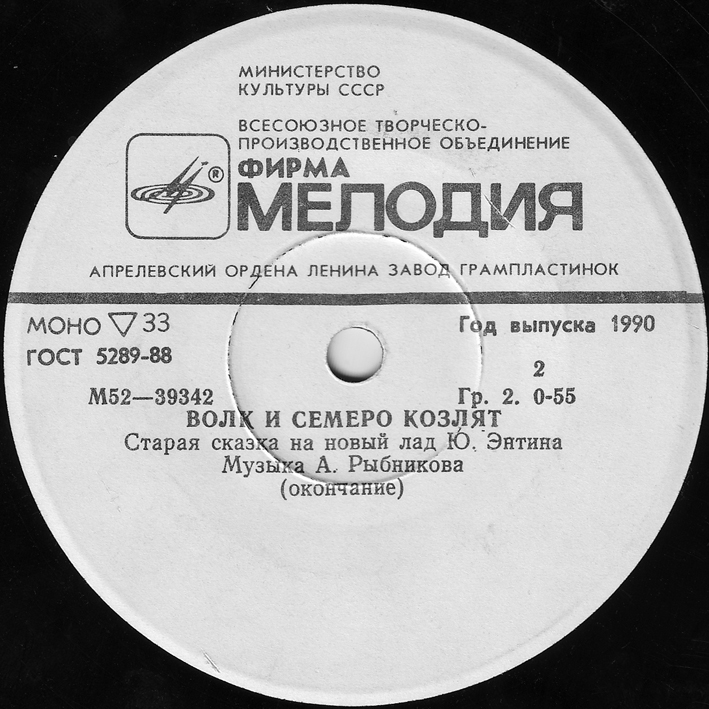 МИНИСТЕРСТВО
КУЛЬТУРЫ СССР
ВСЕСОЮЗНОЕ ТВОРЧЕСКО-
ПРОИЗВОДСТВЕННОЕ ОБЪЕДИНЕНИЕ
®
ФИРМА
МЕЛОДИЯ
АПРЕЛЕВСКИЙ ОРДЕНА ЛЕНИНА ЗАВОД ГРАМПЛАСТИНОК
МОНО ▽ 33 Год выпуска 1990
ГОСТ 5289-88
2
М52—39342 Гр. 2. 0-55
ВОЛК И СЕМЕРО КОЗЛЯТ
Старая сказка на новый лад Ю. Энтина
Музыка А. Рыбникова
(окончание)